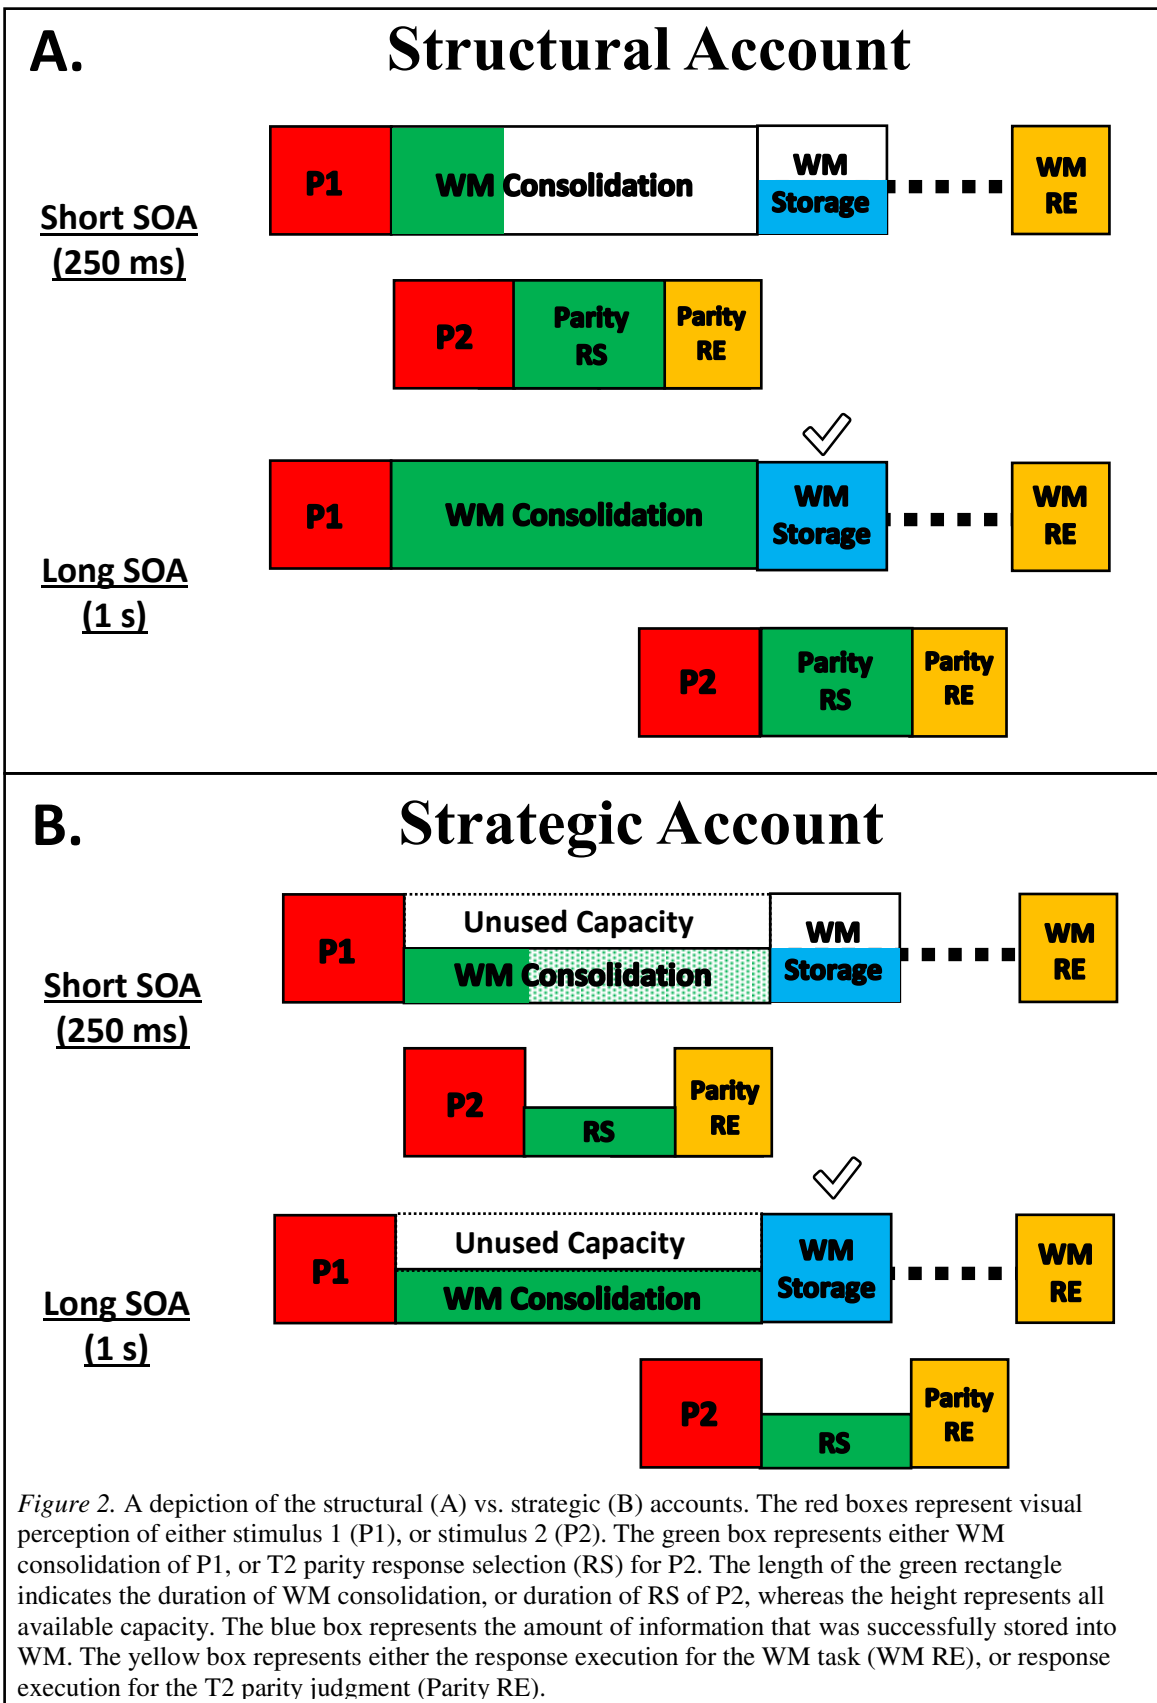 A.
Structural Account
P1
WM Consolidation
WM
Storage
WM
RE
Short SOA
(250 ms)
P2
Parity
RS
Parity
RE
P1
WM Consolidation
WM
Storage
WM
RE
Long SOA
(1 s)
P2
Parity
RS
Parity
RE
B.
Strategic Account
P1
Unused Capacity
WM Consolidation
WM
Storage
WM
RE
Short SOA
(250 ms)
P2
RS
Parity
RE
P1
Unused Capacity
WM Consolidation
WM
Storage
WM
RE
Long SOA
(1 s)
P2
RS
Parity
RE
Figure 2. A depiction of the structural (A) vs. strategic (B) accounts. The red boxes represent visual
perception of either stimulus 1 (P1), or stimulus 2 (P2). The green box represents either WM
consolidation of P1, or T2 parity response selection (RS) for P2. The length of the green rectangle
indicates the duration of WM consolidation, or duration of RS of P2, whereas the height represents all
available capacity. The blue box represents the amount of information that was successfully stored into
WM. The yellow box represents either the response execution for the WM task (WM RE), or response
execution for the T2 parity judgment (Parity RE).